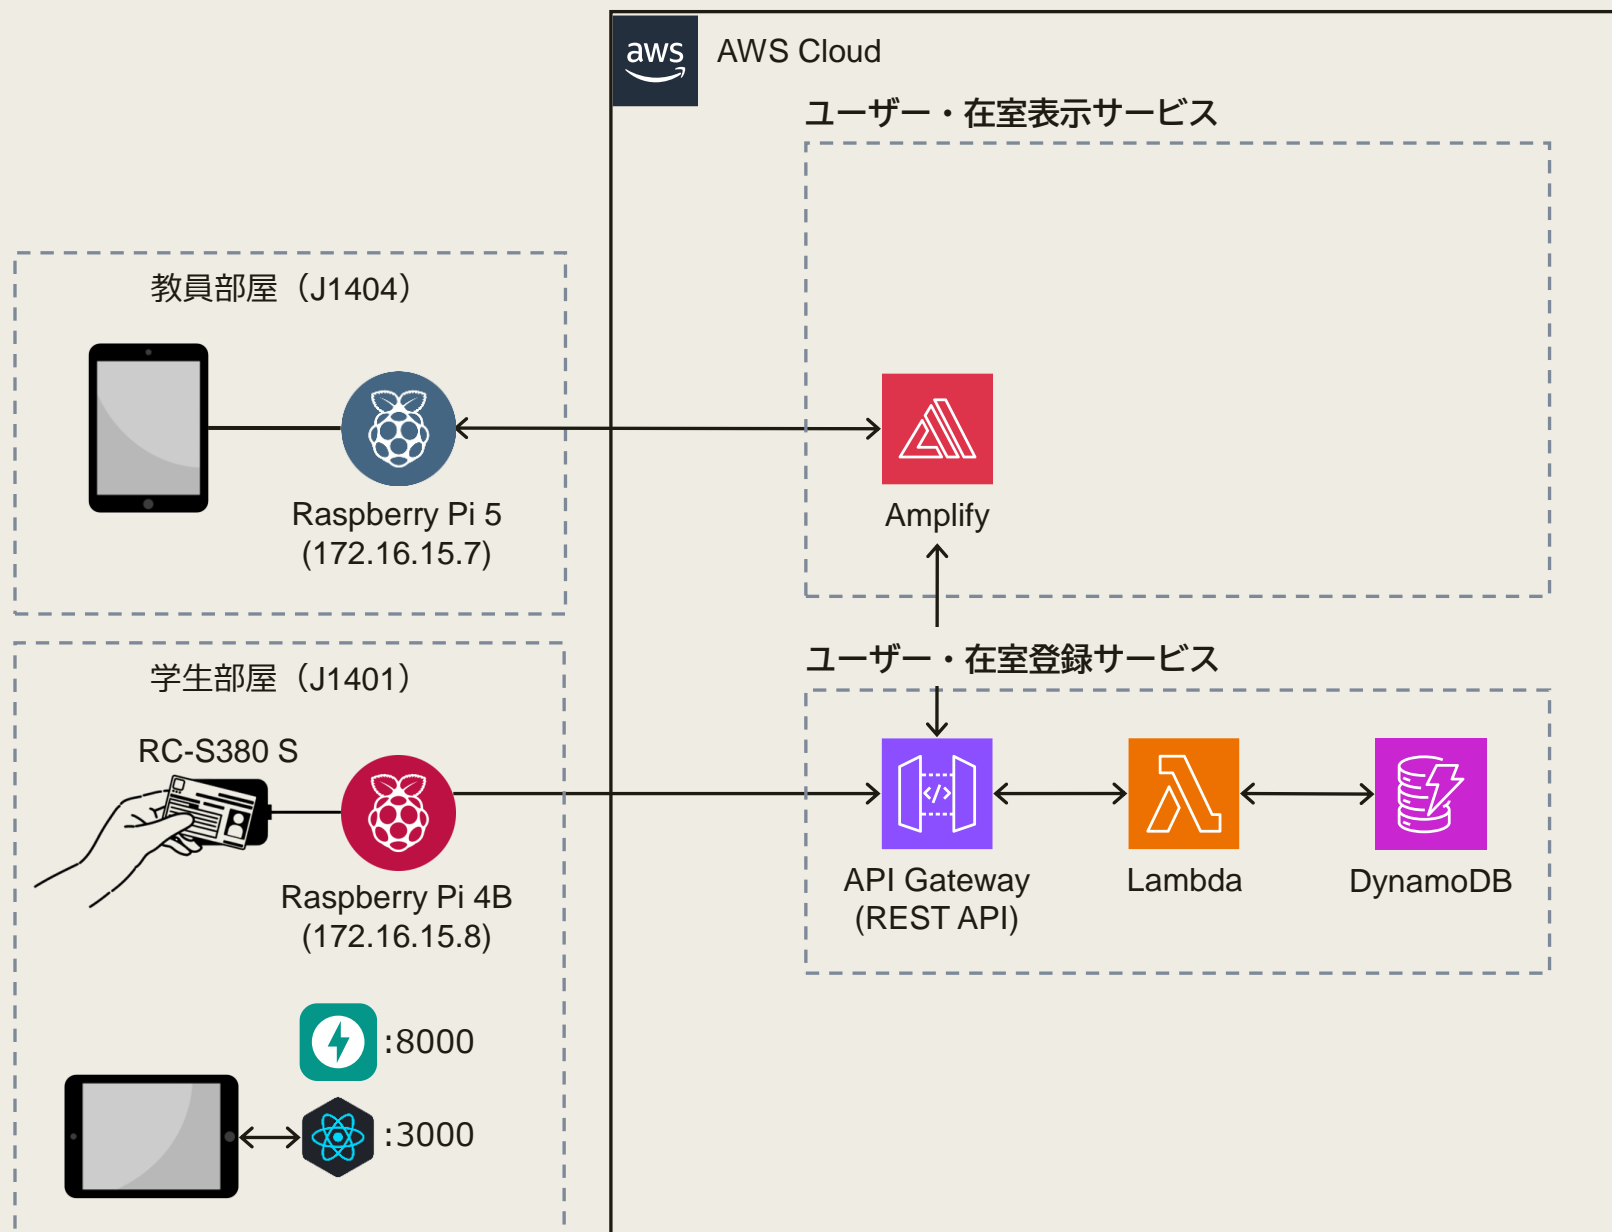 aws
AWS Cloud
ユーザー・在室表示サービス
教員部屋（J1404）
Raspberry Pi 5
(172.16.15.7)
Amplify
ユーザー・在室登録サービス
学生部屋（J1401）
RC-S380 S
Raspberry Pi 4B
(172.16.15.8)
</>
API Gateway
(REST API)
Lambda
DynamoDB
:8000
:3000